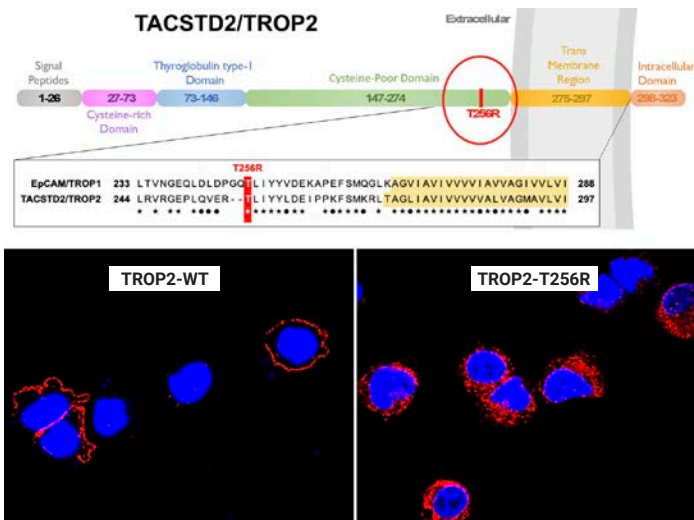 TACSTD2/TROP2
Extracellular
Signal
Peptides
1-26
27-73
Cysteine-rich
Domain
Thyroglobulin type-1
Domain
73-146
Cysteine-Poor Domain
147-274
T256R
Trans
Membrane
Region
275-297
Intracellular
Domain
298-323
T256R
EpCAM/TROP1 233 LTVNGEQLDLDPGQTLIYYVDEKAPEFSMQGLKAGVIAVIVVVVIAVVAGIVVLVI 288
TACSTD2/TROP2 244 LRVRGEPLQVER--TLIYYLDEIPPKFSMKRLTAGLIAVIVVVVVALVAGMAVLVI 297
TROP2-WT
TROP2-T256R